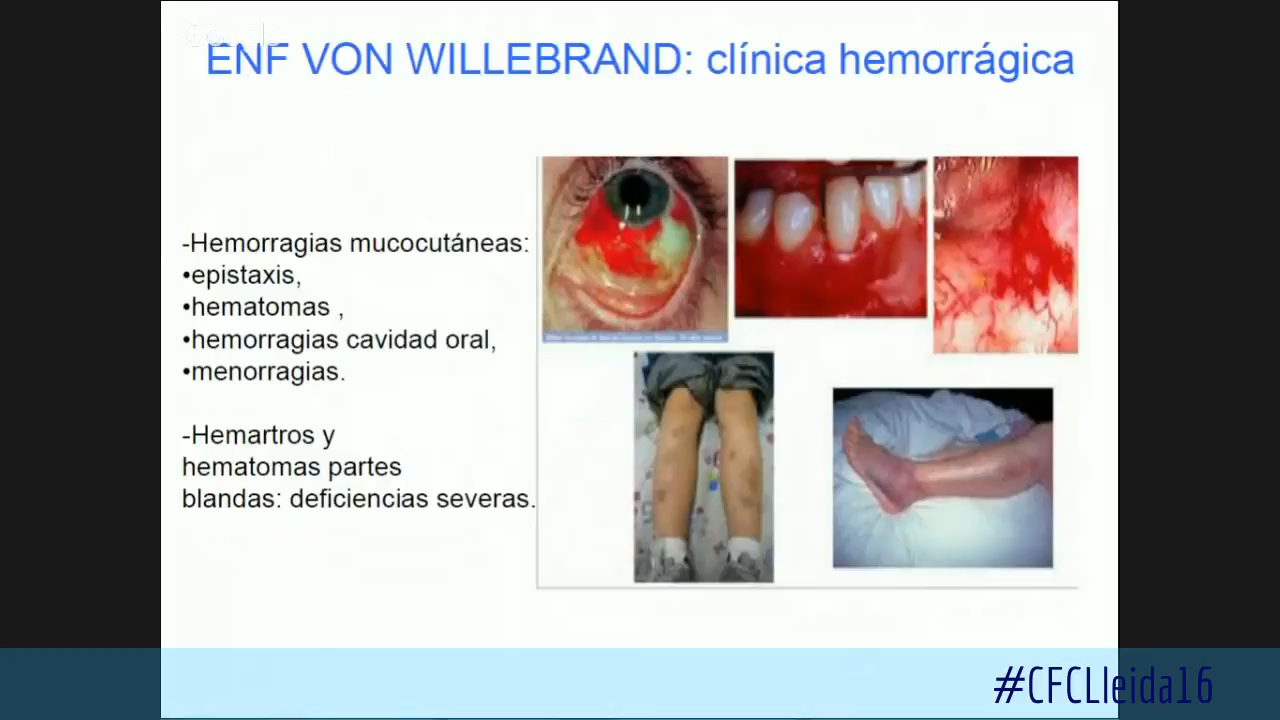 ENF VON WILLEBRAND: clínica hemorrágica
-Hemorragias mucocutáneas:
•epistaxis,
•hematomas ,
•hemorragias cavidad oral,
•menorragias.
-Hemartros y
hematomas partes
blandas: deficiencias severas.
#CFCLleida16